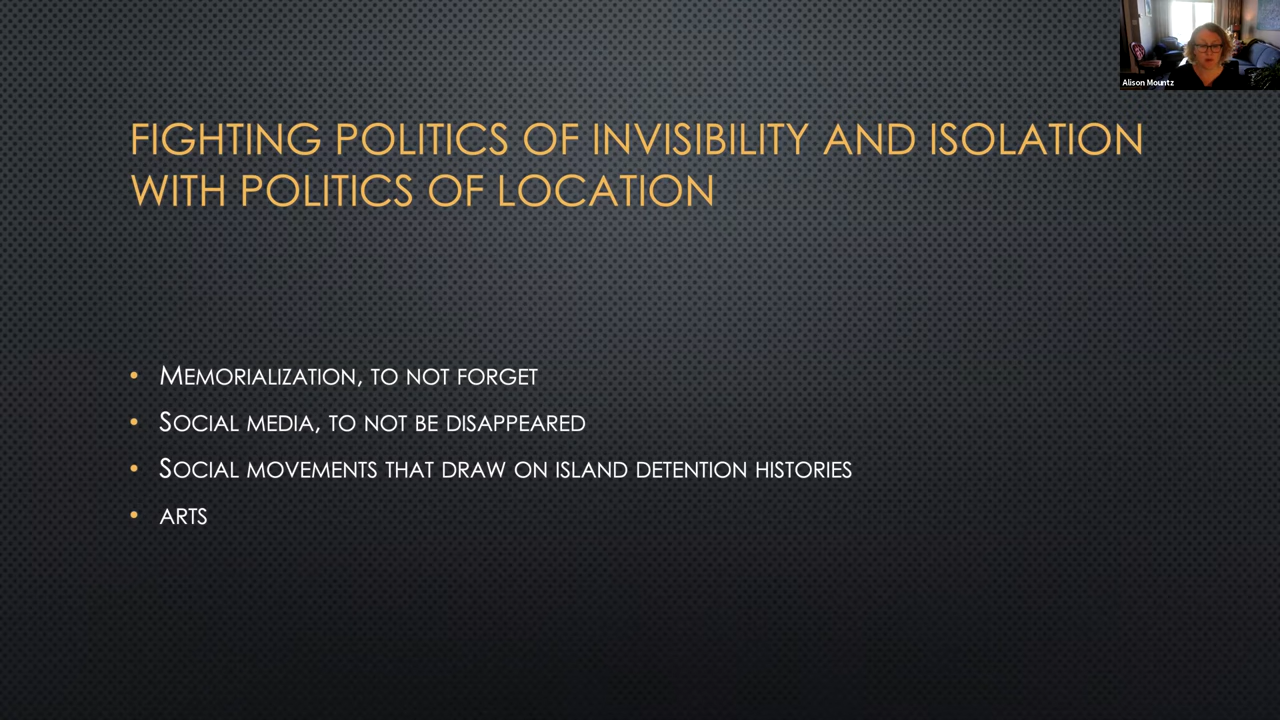 Alison Mountz
FIGHTING POLITICS OF INVISIBILITY AND ISOLATION
WITH POLITICS OF LOCATION
• MEMORIALIZATION, TO NOT FORGET
• SOCIAL MEDIA, TO NOT BE DISAPPEARED
• SOCIAL MOVEMENTS THAT DRAW ON ISLAND DETENTION HISTORIES
• ARTS